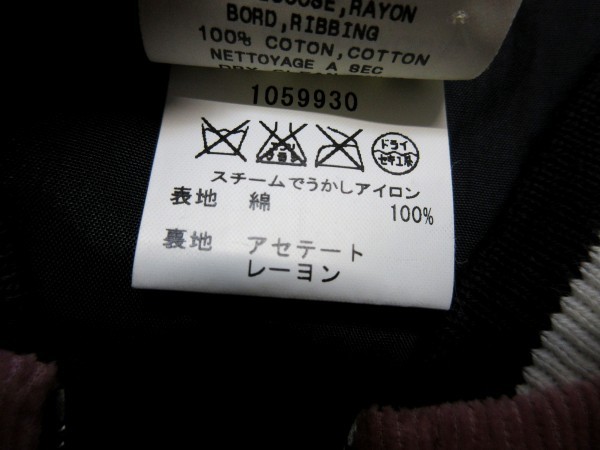 RAYON
BORD,RIBBING
100% COTON,COTTON
NETTOYAGE A SEC
1059930
ドライ
セキユ系
スチームでうかしアイロン
表地 綿 100%
裏地 アセテート
レーヨン